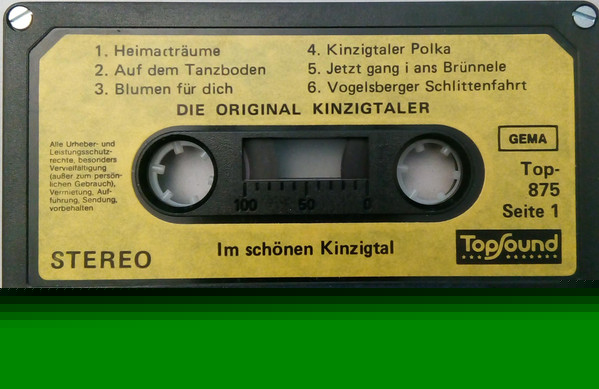 1. Heimatträume
2. Auf dem Tanzboden
3. Blumen für dich
4. Kinzigtaler Polka
5. Jetzt gang i ans Brünnele
6. Vogelsberger Schlittenfahrt
DIE ORIGINAL KINZIGTALER
Alle Urheber- und
Leistungsschutz-
rechte, besonders
Vervielfältigung
(außer zum persön-
lichen Gebrauch),
Vermietung, Auf-
führung, Sendung,
vorbehalten
GEMA
Top-
875
Seite 1
100 50 0
STEREO
Im schönen Kinzigtal
TopSound